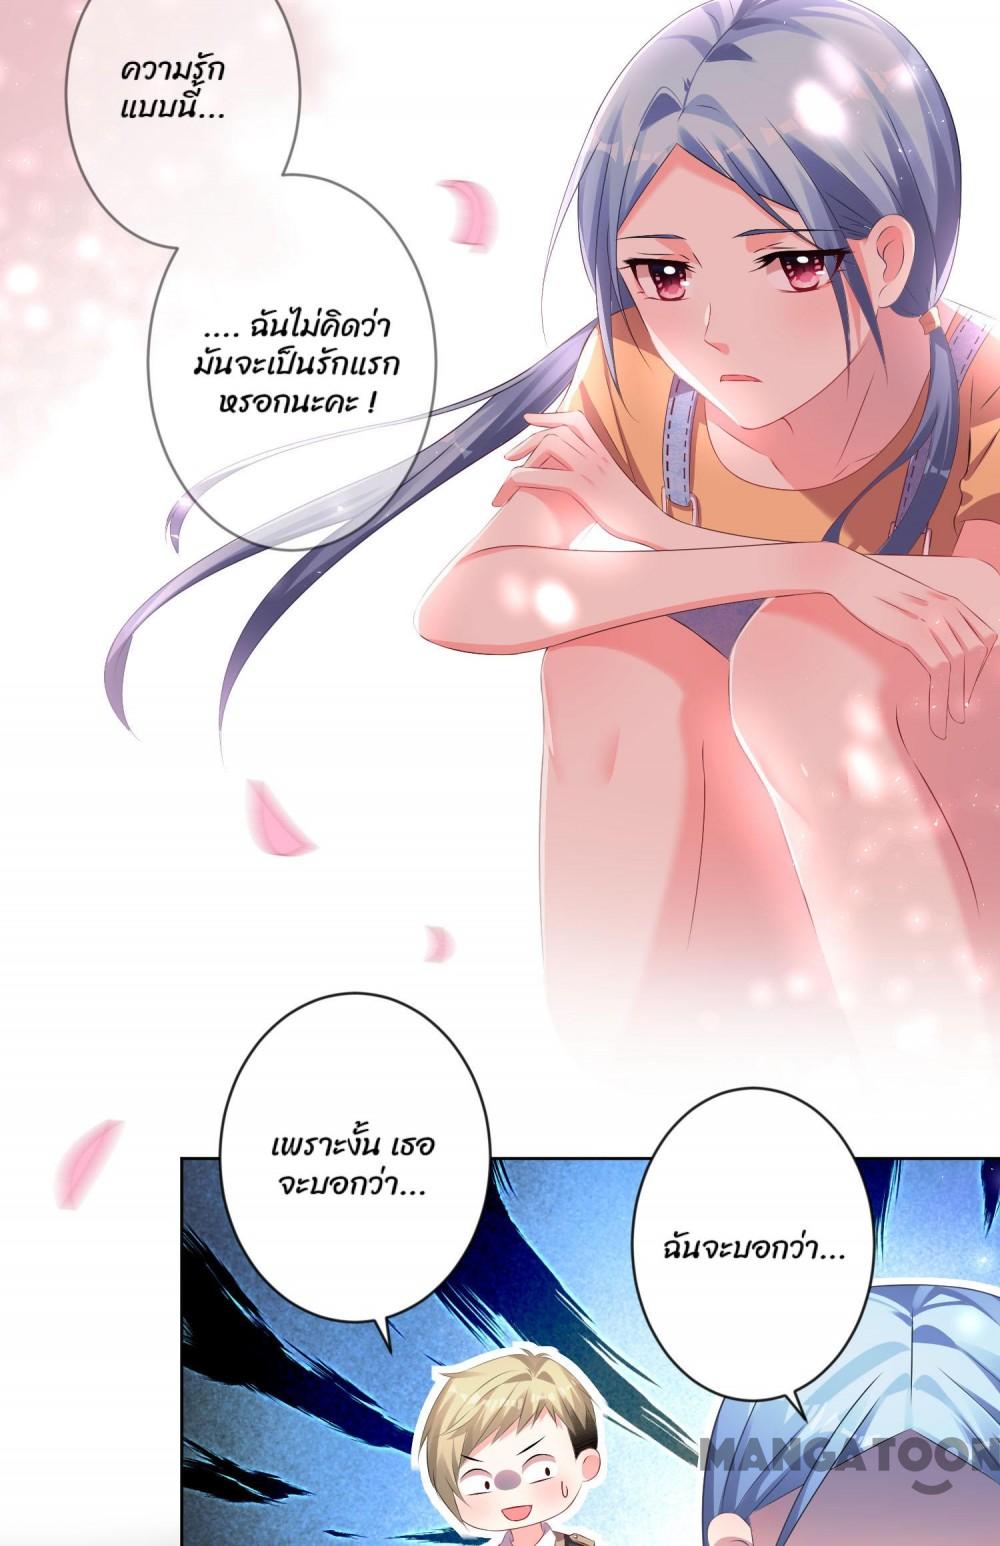 ความรัก
แบบนี้...
.... ฉันไม่คิดว่า
มันจะเป็นรักแรก
หรอกนะคะ !
เพราะงั้น เธอ
จะบอกว่า...
ฉันจะบอกว่า...
MANGATOON